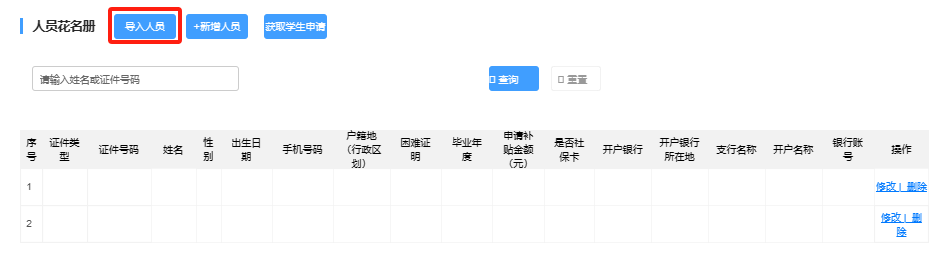 人员花名册 导入人员 +新增人员 获取学生申请
请输入姓名或证件号码 查询 重置
序号 证件类型 证件号码 姓名 性别 出生日期 手机号码 户籍地（行政区划） 困难证明 毕业年度 申请补贴金额（元） 是否社保卡 开户银行 开户银行所在地 支行名称 开户名称 银行账号 操作
1 修改 | 删除
2 修改 | 删除